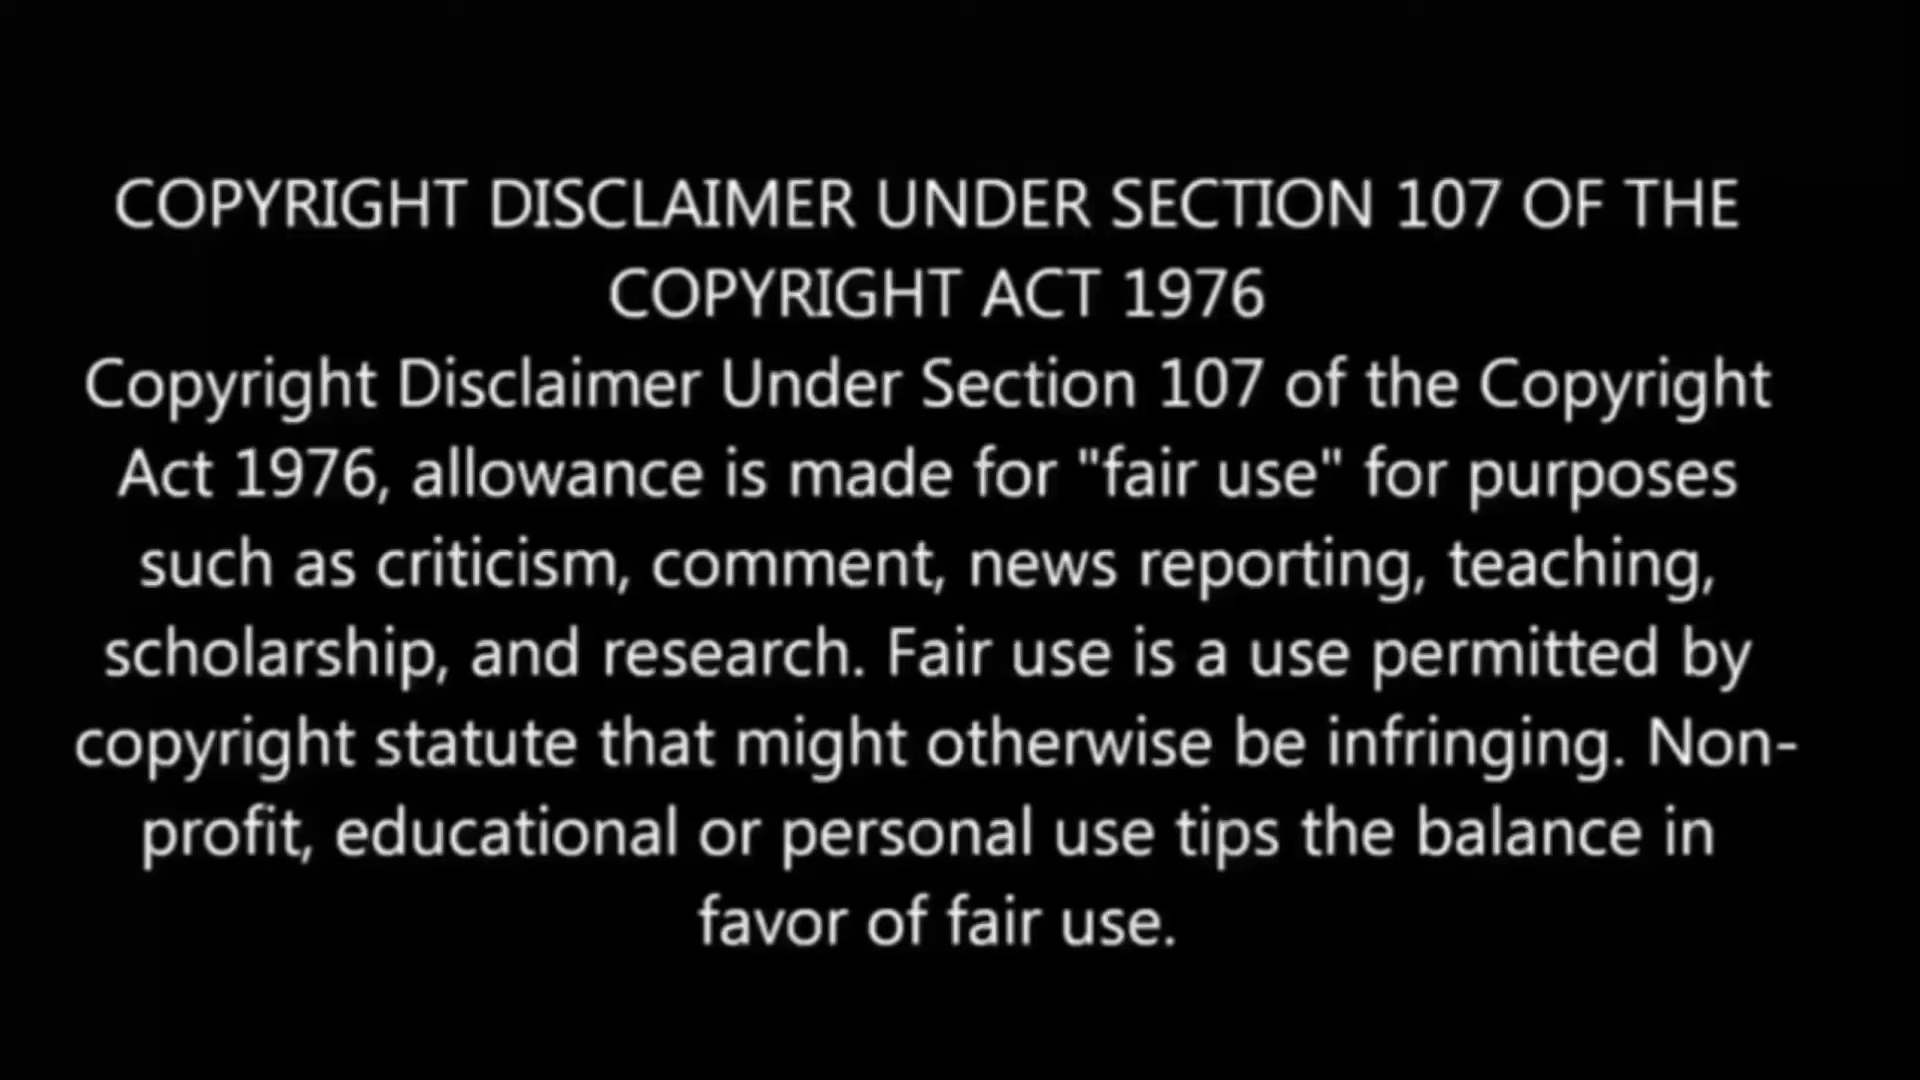 COPYRIGHT DISCLAIMER UNDER SECTION 107 OF THE
COPYRIGHT ACT 1976
Copyright Disclaimer Under Section 107 of the Copyright
Act 1976, allowance is made for "fair use" for purposes
such as criticism, comment, news reporting, teaching,
scholarship, and research. Fair use is a use permitted by
copyright statute that might otherwise be infringing. Non-
profit, educational or personal use tips the balance in
favor of fair use.